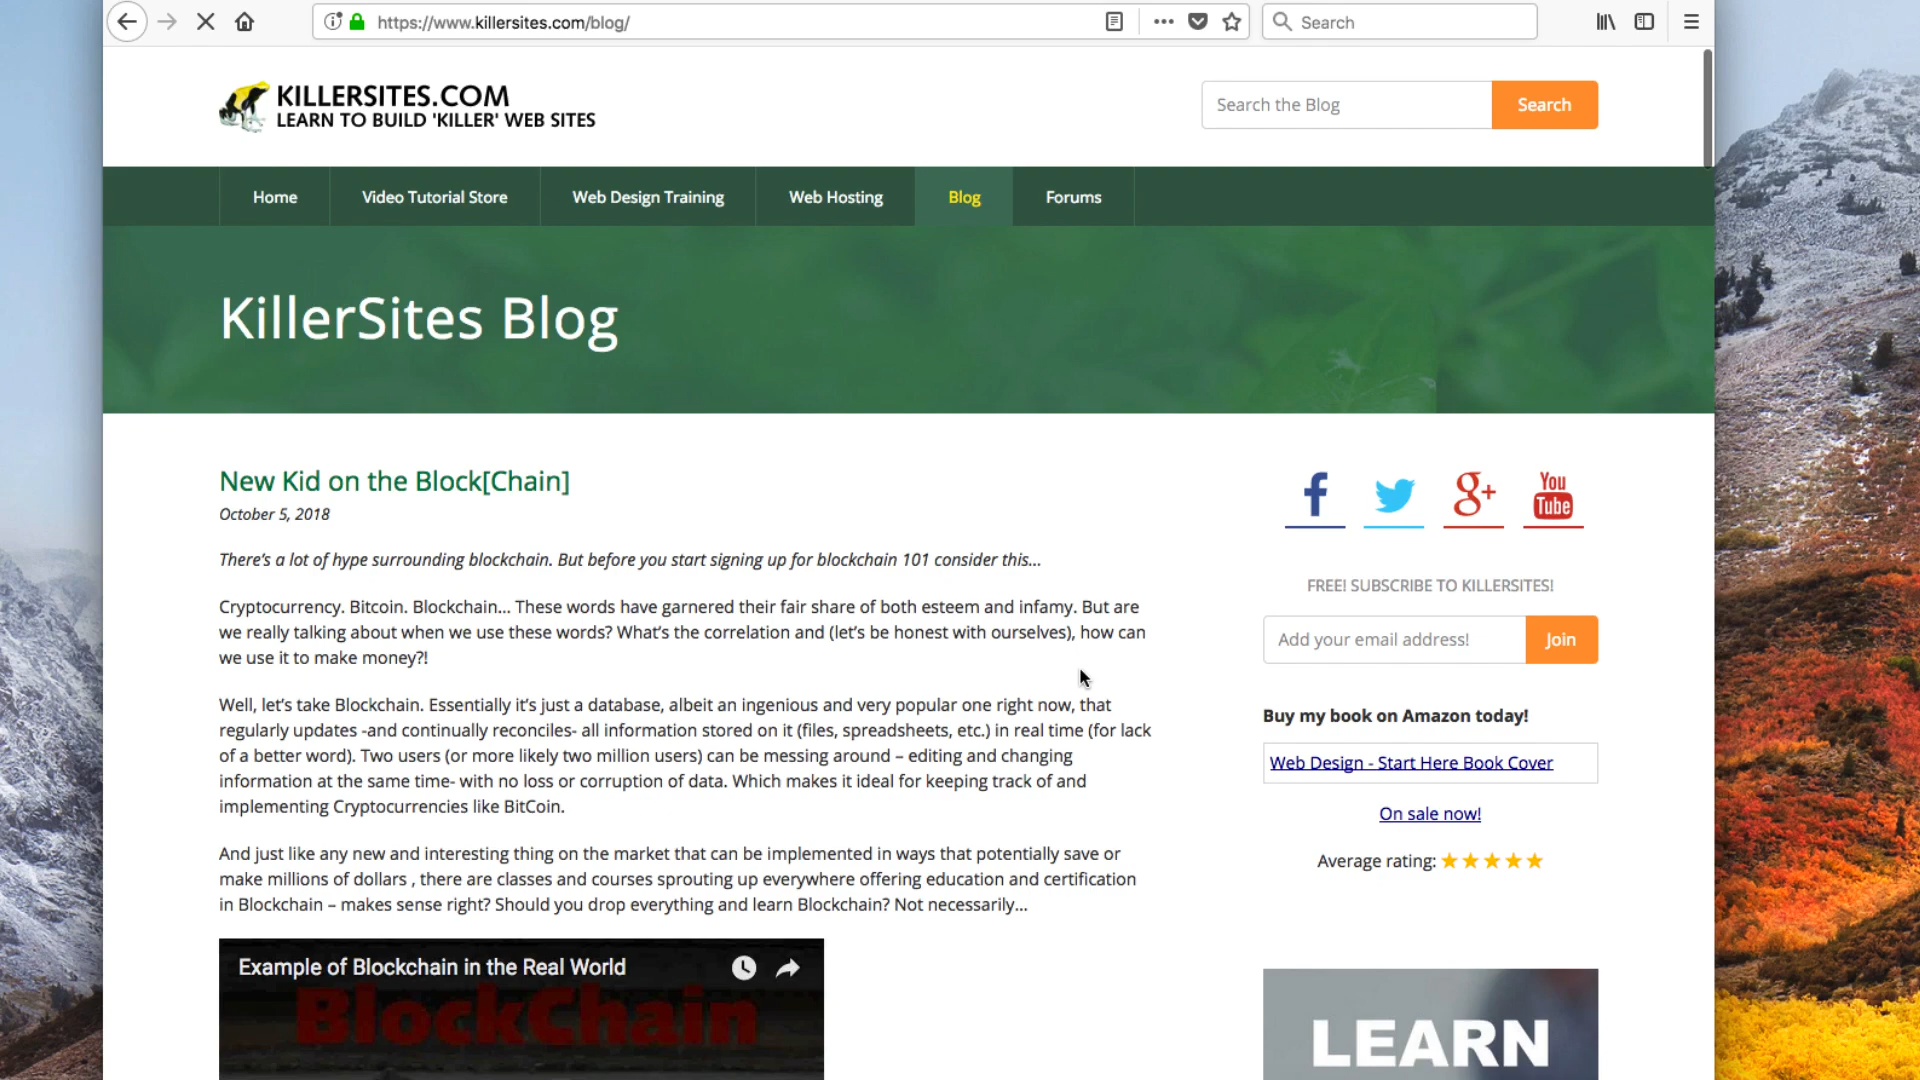 https://www.killersites.com/blog/
Search
KILLERSITES.COM
LEARN TO BUILD 'KILLER' WEB SITES
Search the Blog
Search
Home
Video Tutorial Store
Web Design Training
Web Hosting
Blog
Forums
KillerSites Blog
New Kid on the Block[Chain]
October 5, 2018
There's a lot of hype surrounding blockchain. But before you start signing up for blockchain 101 consider this...
Cryptocurrency. Bitcoin. Blockchain... These words have garnered their fair share of both esteem and infamy. But are
we really talking about when we use these words? What's the correlation and (let's be honest with ourselves), how can
we use it to make money?!
Well, let's take Blockchain. Essentially it's just a database, albeit an ingenious and very popular one right now, that
regularly updates -and continually reconciles- all information stored on it (files, spreadsheets, etc.) in real time (for lack
of a better word). Two users (or more likely two million users) can be messing around – editing and changing
information at the same time- with no loss or corruption of data. Which makes it ideal for keeping track of and
implementing Cryptocurrencies like BitCoin.
And just like any new and interesting thing on the market that can be implemented in ways that potentially save or
make millions of dollars , there are classes and courses sprouting up everywhere offering education and certification
in Blockchain – makes sense right? Should you drop everything and learn Blockchain? Not necessarily...
Example of Blockchain in the Real World
BlockChain
f
g+
You
Tube
FREE! SUBSCRIBE TO KILLERSITES!
Add your email address!
Join
Buy my book on Amazon today!
Web Design - Start Here Book Cover
On sale now!
Average rating:
LEARN